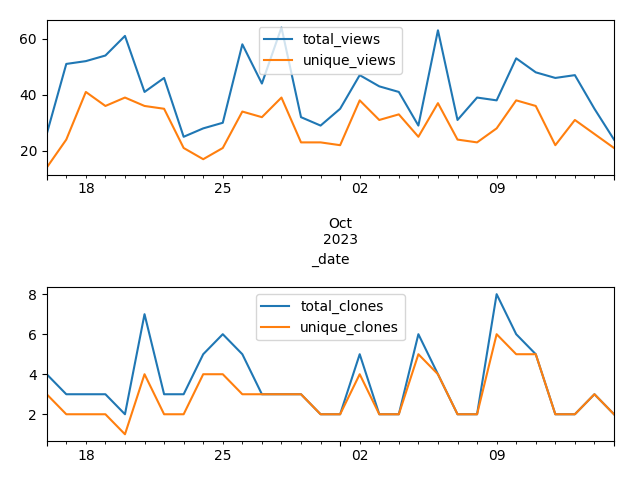 60
40
20
total_views
unique_views
18
25
02
09
Oct
2023
_date
8
6
4
2
total_clones
unique_clones
18
25
02
09